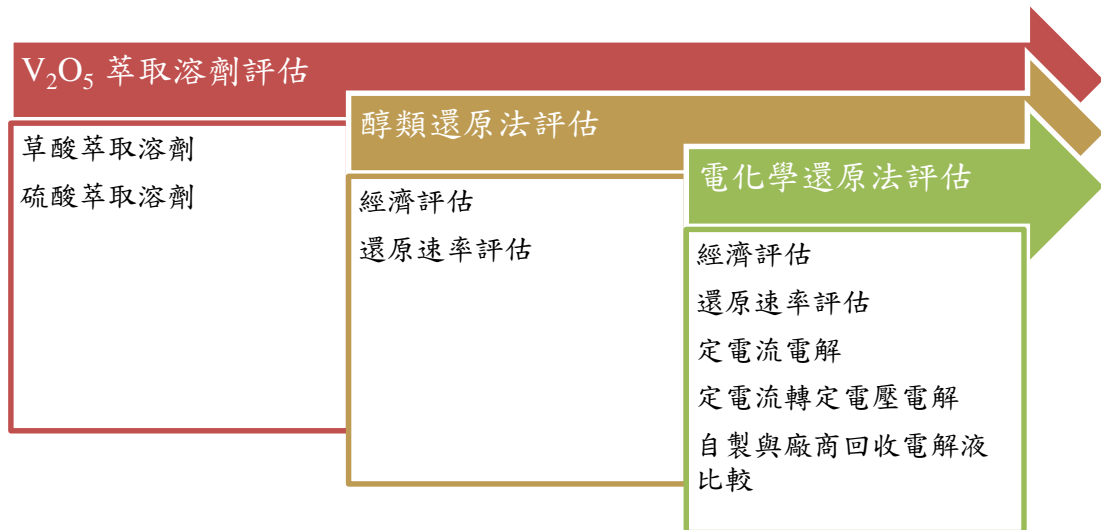 V₂O₅ 萃取溶劑評估
草酸萃取溶劑
硫酸萃取溶劑
醇類還原法評估
經濟評估
還原速率評估
電化學還原法評估
經濟評估
還原速率評估
定電流電解
定電流轉定電壓電解
自製與廠商回收電解液
比較